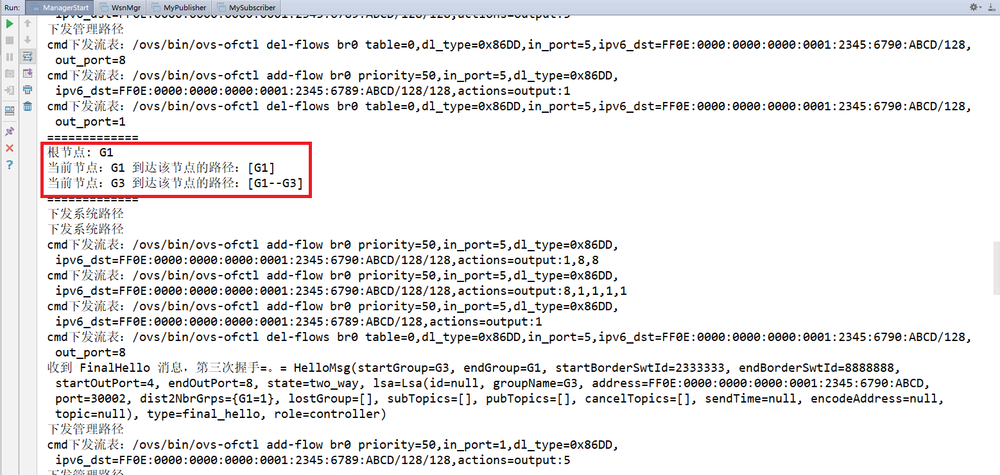 Run: ManagerStart WsnMgr MyPublisher MySubscriber
ipv6_dst=FF0E:0000:0000:0000:0001:2345:6789:ABCD/128/128,actions=output:5
下发管理路径
cmd下发流表：/ovs/bin/ovs-ofctl del-flows br0 table=0,dl_type=0x86DD,in_port=5,ipv6_dst=FF0E:0000:0000:0000:0001:2345:6790:ABCD/128,
out_port=8
cmd下发流表：/ovs/bin/ovs-ofctl add-flow br0 priority=50,in_port=5,dl_type=0x86DD,
ipv6_dst=FF0E:0000:0000:0000:0001:2345:6789:ABCD/128/128,actions=output:1
cmd下发流表：/ovs/bin/ovs-ofctl del-flows br0 table=0,dl_type=0x86DD,in_port=5,ipv6_dst=FF0E:0000:0000:0000:0001:2345:6790:ABCD/128,
out_port=1
=============
根节点: G1
当前节点：G1 到达该节点的路径：[G1]
当前节点：G3 到达该节点的路径：[G1--G3]
=============
下发系统路径
下发系统路径
cmd下发流表：/ovs/bin/ovs-ofctl add-flow br0 priority=50,in_port=5,dl_type=0x86DD,
ipv6_dst=FF0E:0000:0000:0000:0001:2345:6790:ABCD/128/128,actions=output:1,8,8
cmd下发流表：/ovs/bin/ovs-ofctl add-flow br0 priority=50,in_port=5,dl_type=0x86DD,
ipv6_dst=FF0E:0000:0000:0000:0001:2345:6790:ABCD/128/128,actions=output:8,1,1,1,1
cmd下发流表：/ovs/bin/ovs-ofctl add-flow br0 priority=50,in_port=5,dl_type=0x86DD,
ipv6_dst=FF0E:0000:0000:0000:0001:2345:6789:ABCD/128,actions=output:1
cmd下发流表：/ovs/bin/ovs-ofctl del-flows br0 table=0,dl_type=0x86DD,in_port=5,ipv6_dst=FF0E:0000:0000:0000:0001:2345:6790:ABCD/128,
out_port=8
收到 FinalHello 消息，第三次握手=。= HelloMsg(startGroup=G3, endGroup=G1, startBorderSwtId=2333333, endBorderSwtId=8888888,
startOutPort=4, endOutPort=8, state=two_way, lsa=Lsa(id=null, groupName=G3, address=FF0E:0000:0000:0000:0001:2345:6790:ABCD,
port=30002, dist2NbrGrps={G1=1}, lostGroup=[], subTopics=[], pubTopics=[], cancelTopics=[], sendTime=null, encodeAddress=null,
topic=null), type=final_hello, role=controller)
下发管理路径
cmd下发流表：/ovs/bin/ovs-ofctl add-flow br0 priority=50,in_port=1,dl_type=0x86DD,
ipv6_dst=FF0E:0000:0000:0000:0001:2345:6789:ABCD/128/128,actions=output:5
下发管理路径